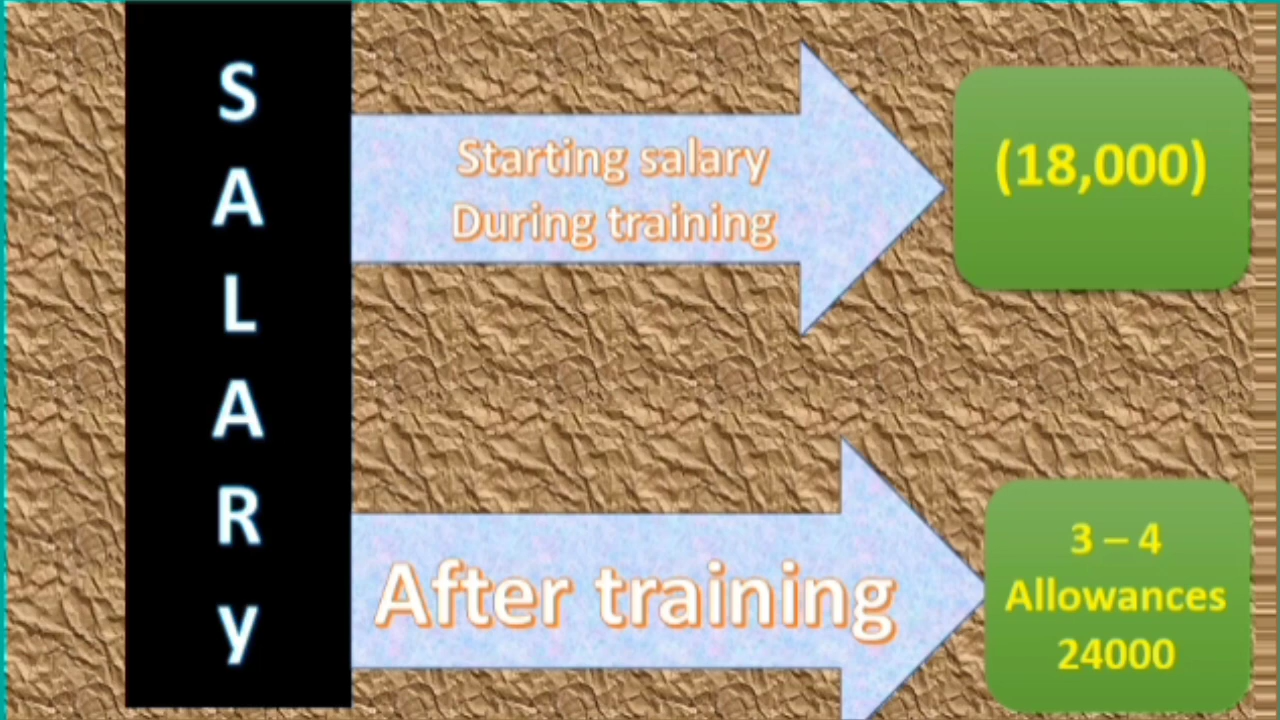 S
A
L
A
R
y
Starting salary
During training
(18,000)
After training
3 – 4
Allowances
24000